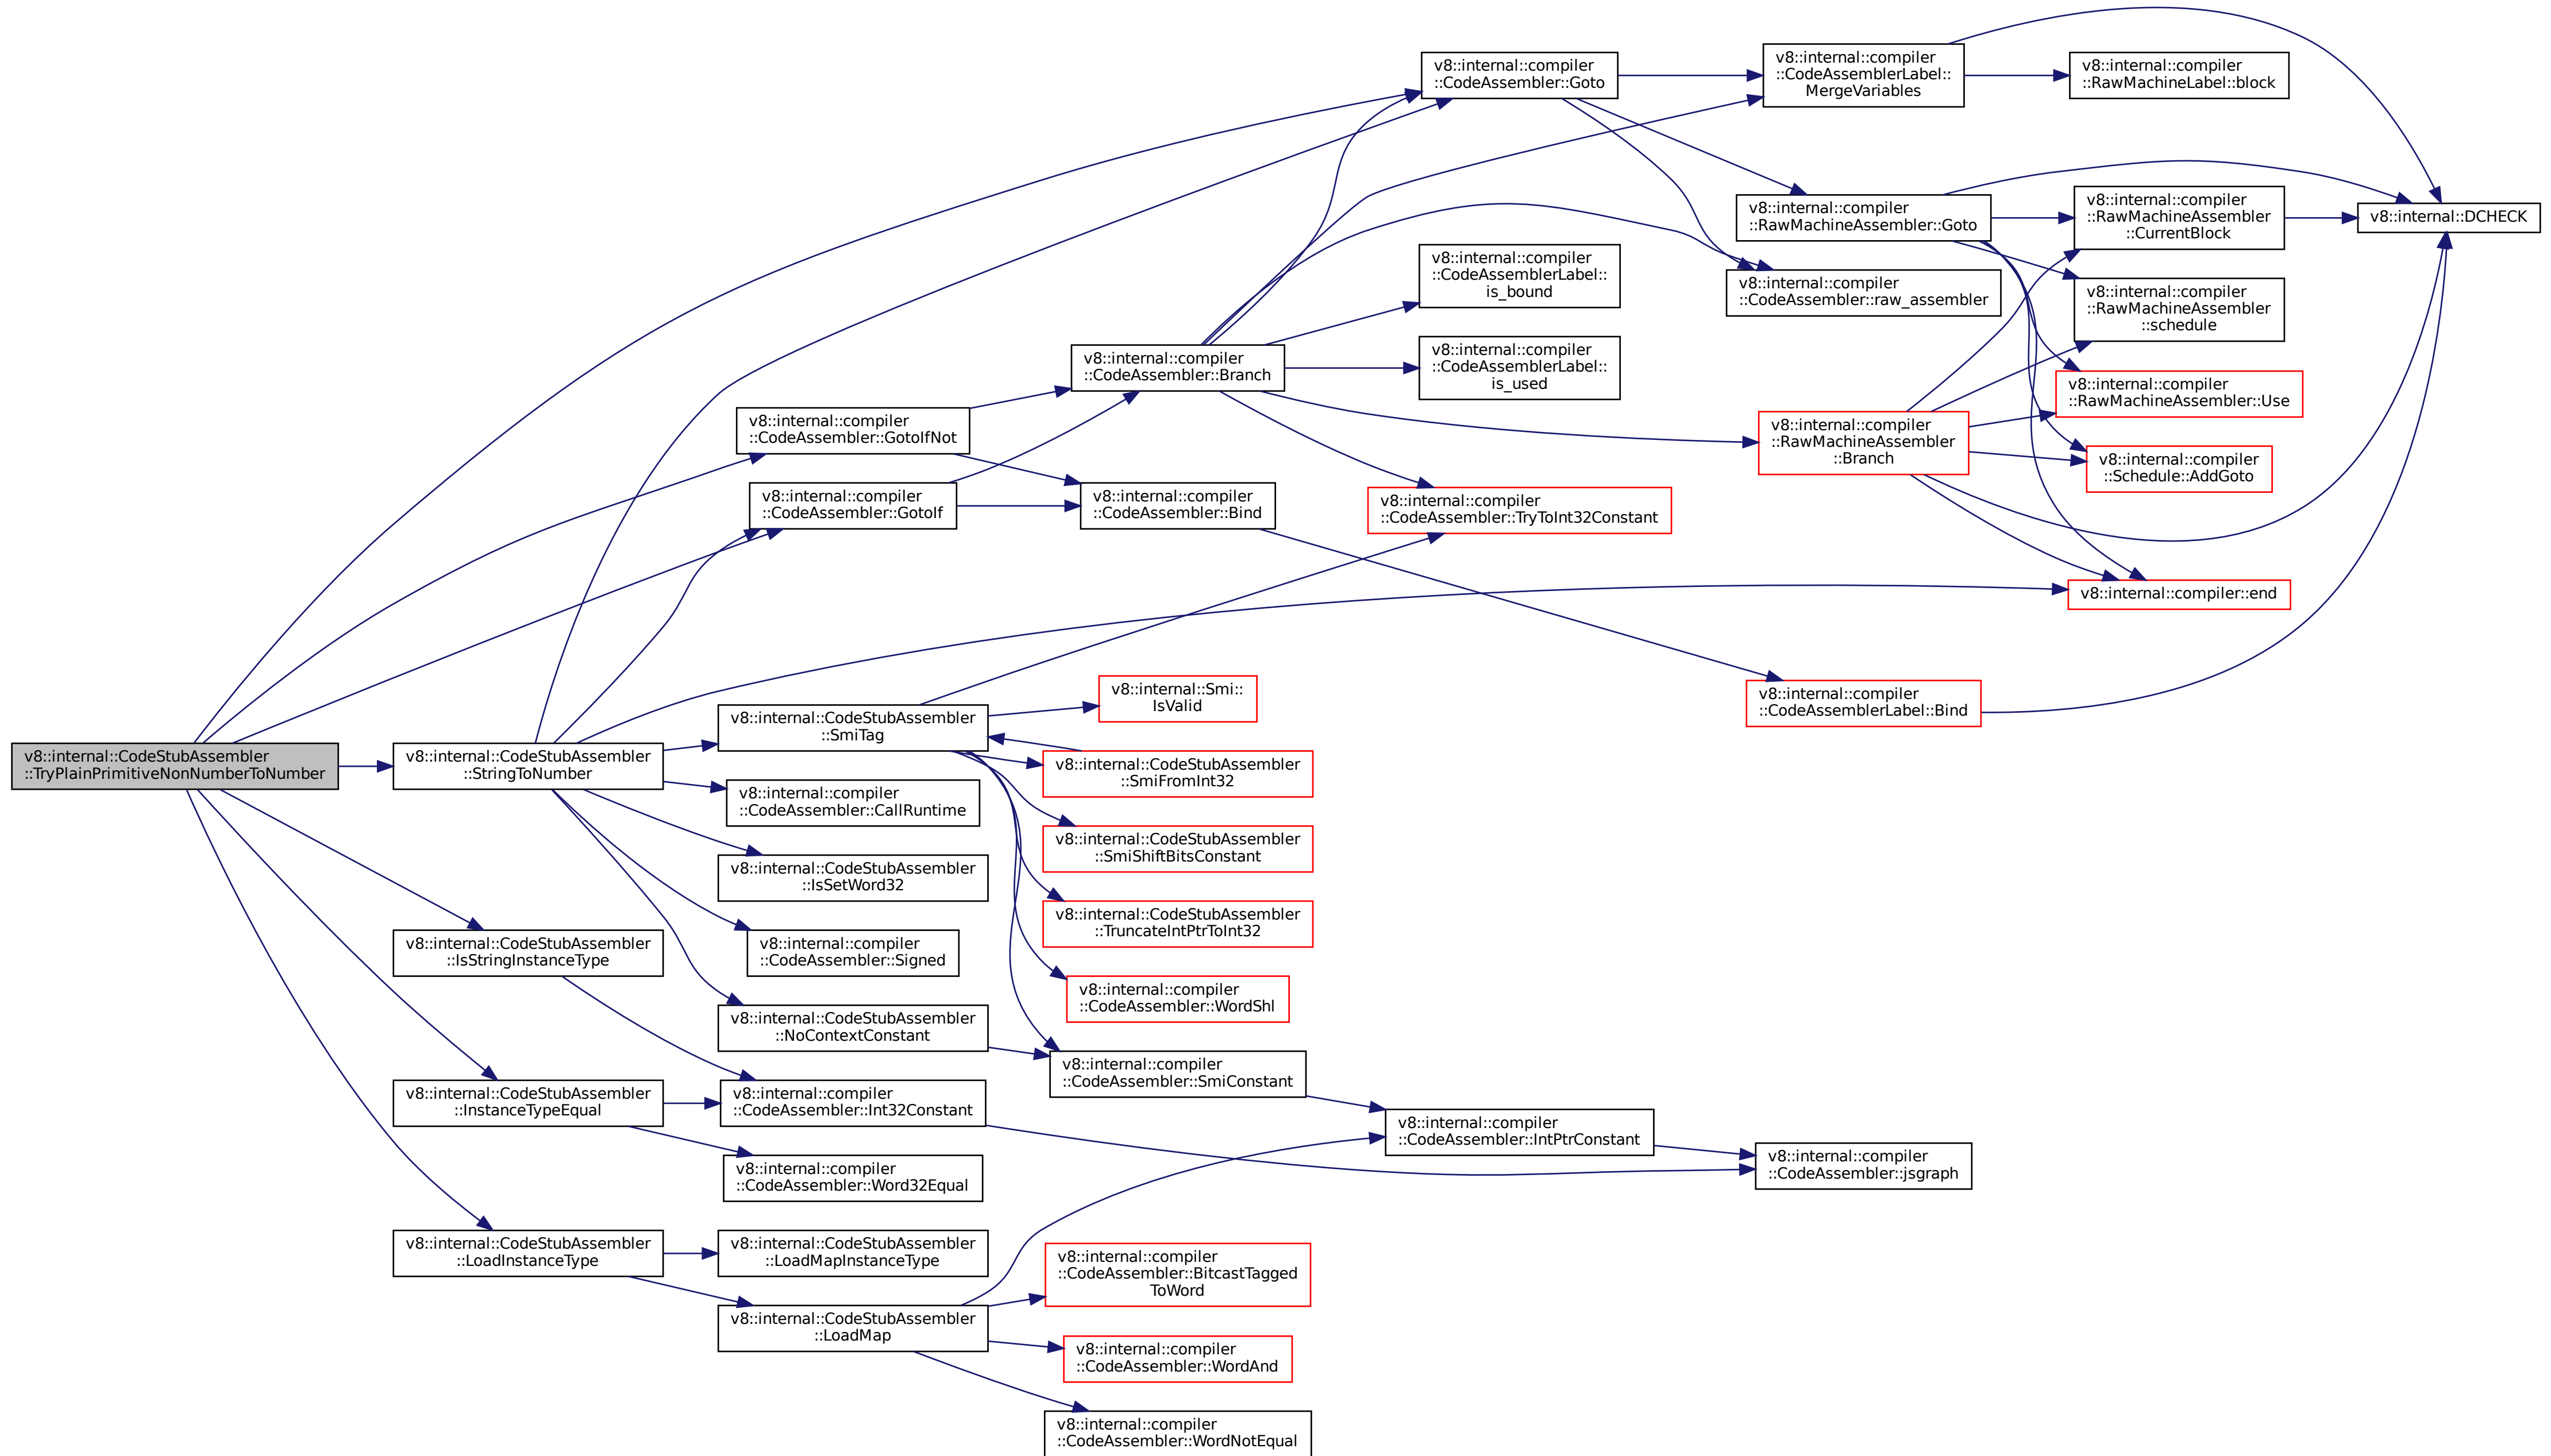 v8::internal::CodeStubAssembler
::TryPlainPrimitiveNonNumberToNumber
v8::internal::CodeStubAssembler
::StringToNumber
v8::internal::CodeStubAssembler
::IsStringInstanceType
v8::internal::CodeStubAssembler
::InstanceTypeEqual
v8::internal::CodeStubAssembler
::LoadInstanceType
v8::internal::compiler
::CodeAssembler::GotoIfNot
v8::internal::compiler
::CodeAssembler::GotoIf
v8::internal::CodeStubAssembler
::SmiTag
v8::internal::compiler
::CodeAssembler::CallRuntime
v8::internal::CodeStubAssembler
::IsSetWord32
v8::internal::compiler
::CodeAssembler::Signed
v8::internal::CodeStubAssembler
::NoContextConstant
v8::internal::compiler
::CodeAssembler::Int32Constant
v8::internal::compiler
::CodeAssembler::Word32Equal
v8::internal::CodeStubAssembler
::LoadMapInstanceType
v8::internal::CodeStubAssembler
::LoadMap
v8::internal::compiler
::CodeAssembler::Branch
v8::internal::compiler
::CodeAssembler::Bind
v8::internal::Smi::
IsValid
v8::internal::CodeStubAssembler
::SmiFromInt32
v8::internal::CodeStubAssembler
::SmiShiftBitsConstant
v8::internal::CodeStubAssembler
::TruncateIntPtrToInt32
v8::internal::compiler
::CodeAssembler::WordShl
v8::internal::compiler
::CodeAssembler::SmiConstant
v8::internal::compiler
::CodeAssembler::BitcastTagged
ToWord
v8::internal::compiler
::CodeAssembler::WordAnd
v8::internal::compiler
::CodeAssembler::WordNotEqual
v8::internal::compiler
::CodeAssembler::Goto
v8::internal::compiler
::CodeAssemblerLabel::
is_bound
v8::internal::compiler
::CodeAssemblerLabel::
is_used
v8::internal::compiler
::CodeAssembler::TryToInt32Constant
v8::internal::compiler
::CodeAssembler::IntPtrConstant
v8::internal::compiler
::CodeAssemblerLabel::
MergeVariables
v8::internal::compiler
::RawMachineAssembler::Goto
v8::internal::compiler
::CodeAssembler::raw_assembler
v8::internal::compiler
::RawMachineAssembler
::Branch
v8::internal::compiler
::CodeAssemblerLabel::Bind
v8::internal::compiler
::CodeAssembler::jsgraph
v8::internal::compiler
::RawMachineLabel::block
v8::internal::compiler
::RawMachineAssembler
::CurrentBlock
v8::internal::compiler
::RawMachineAssembler
::schedule
v8::internal::compiler
::RawMachineAssembler::Use
v8::internal::compiler
::Schedule::AddGoto
v8::internal::compiler::end
v8::internal::DCHECK